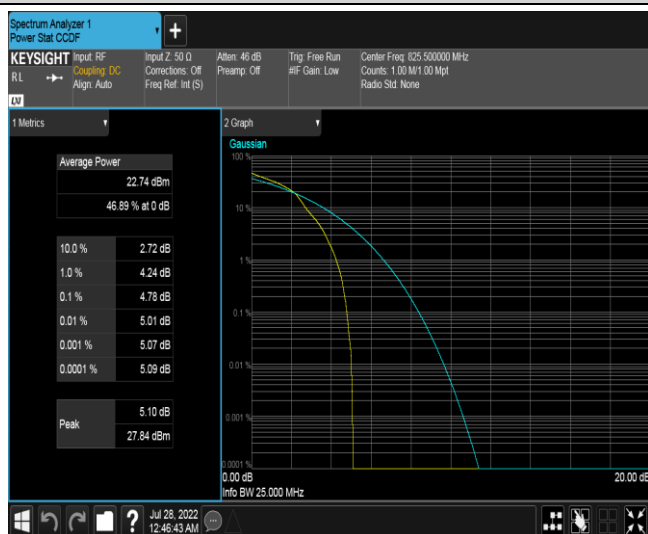 Spectrum Analyzer 1
Power Stat CCDF
+
KEYSIGHT
RL
LXI
Input: RF
Coupling: DC
Align: Auto
Input Z: 50 Ω
Corrections: Off
Freq Ref: Int (S)
Atten: 46 dB
Preamp: Off
Trig: Free Run
#IF Gain: Low
Center Freq: 825.500000 MHz
Counts: 1.00 M/1.00 Mpt
Radio Std: None
1 Metrics
Average Power
22.74 dBm
46.89 % at 0 dB
10.0 % 2.72 dB
1.0 % 4.24 dB
0.1 % 4.78 dB
0.01 % 5.01 dB
0.001 % 5.07 dB
0.0001 % 5.09 dB
Peak
5.10 dB
27.84 dBm
2 Graph
Gaussian
100 %
10 %
1 %
0.1 %
0.01 %
0.001 %
0.0001 %
0.00 dB
20.00 dB
Info BW 25.000 MHz
?
Jul 28, 2022
12:46:43 AM